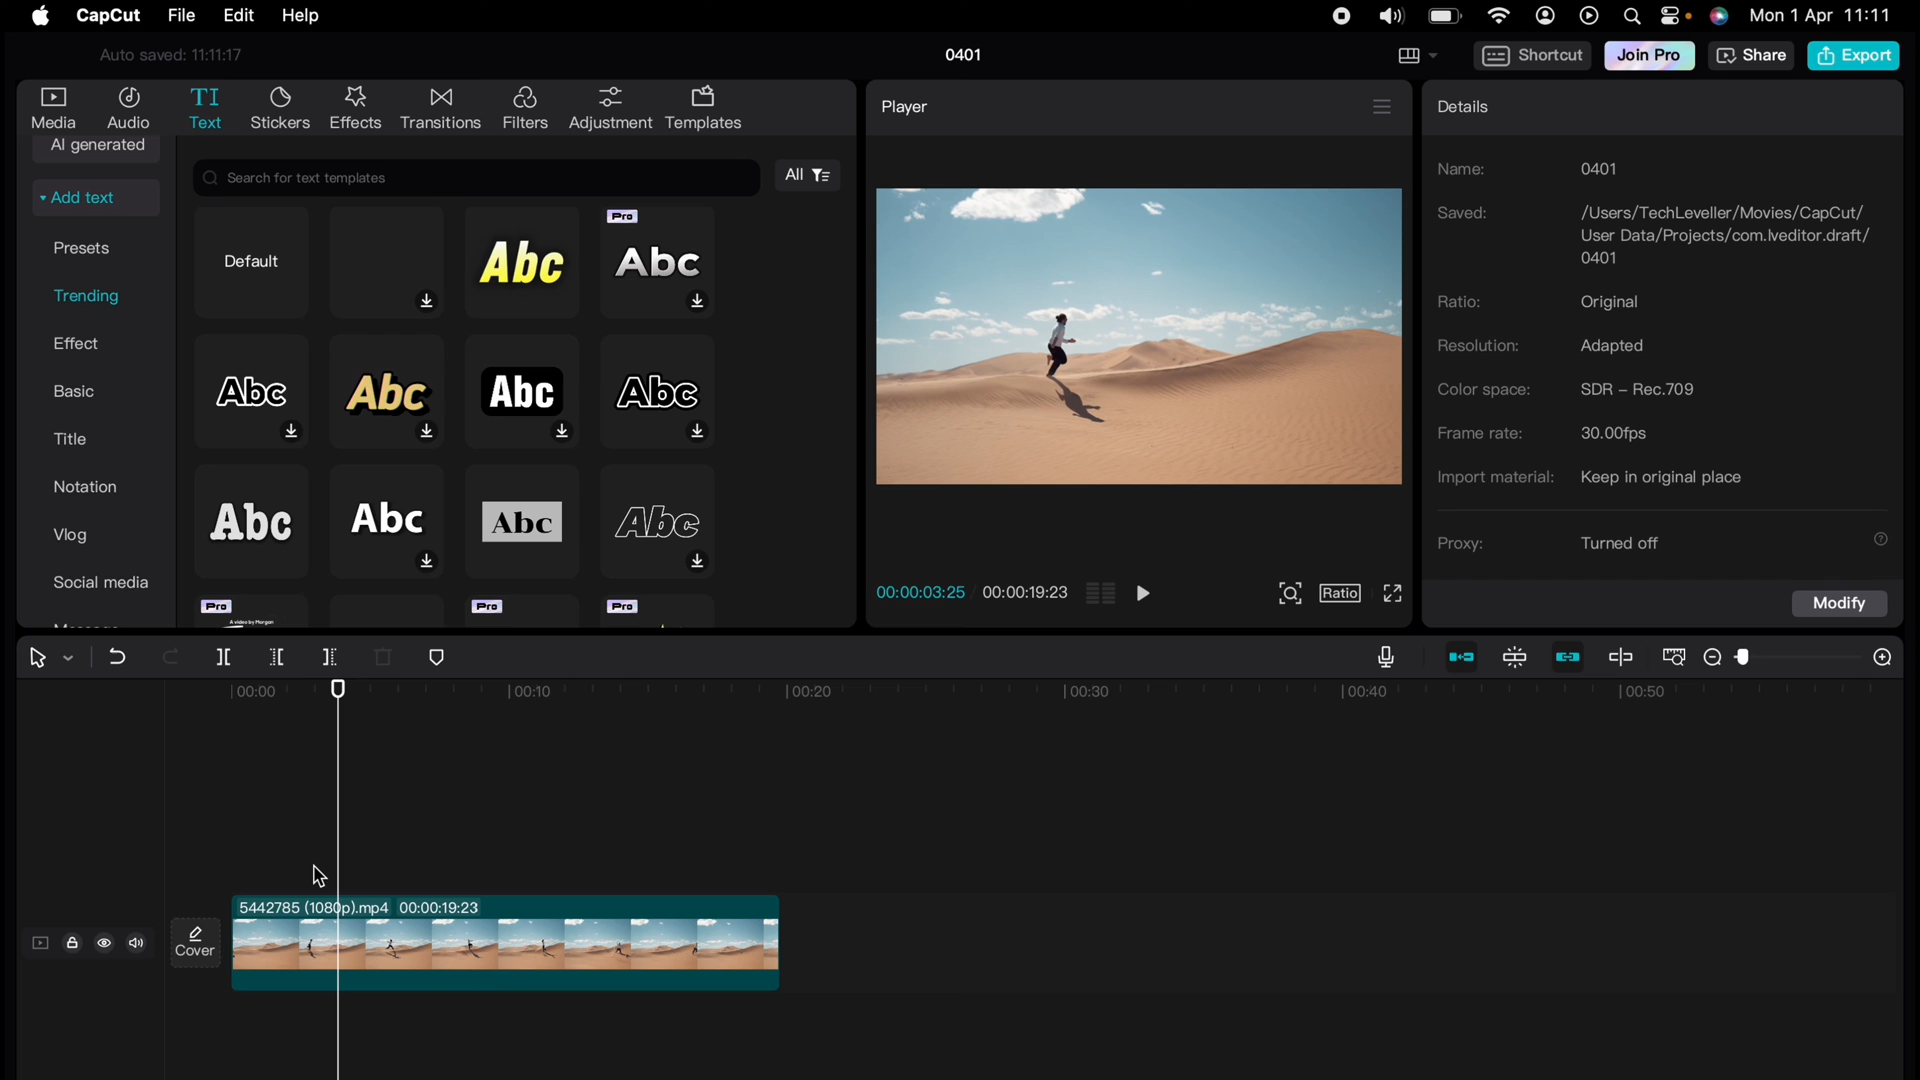 CapCut File Edit Help Mon 1 Apr 11:11
Auto saved: 11:11:17 0401 Shortcut Join Pro Share Export
Media Audio Text Stickers Effects Transitions Filters Adjustment Templates
TI
AI generated
Add text
Presets
Trending
Effect
Basic
Title
Notation
Vlog
Social media
Search for text templates All
Default Abc Pro Abc
Abc Abc Abc Abc
Abc Abc Abc Abc
Pro Pro Pro
A video by Morgan
Player
00:00:03:25 / 00:00:19:23 Ratio
Details
Name: 0401
Saved: /Users/TechLeveller/Movies/CapCut/
User Data/Projects/com.lveditor.draft/
0401
Ratio: Original
Resolution: Adapted
Color space: SDR – Rec.709
Frame rate: 30.00fps
Import material: Keep in original place
Proxy: Turned off
Modify
00:00 00:10 00:20 00:30 00:40 00:50
5442785 (1080p).mp4 00:00:19:23
Cover